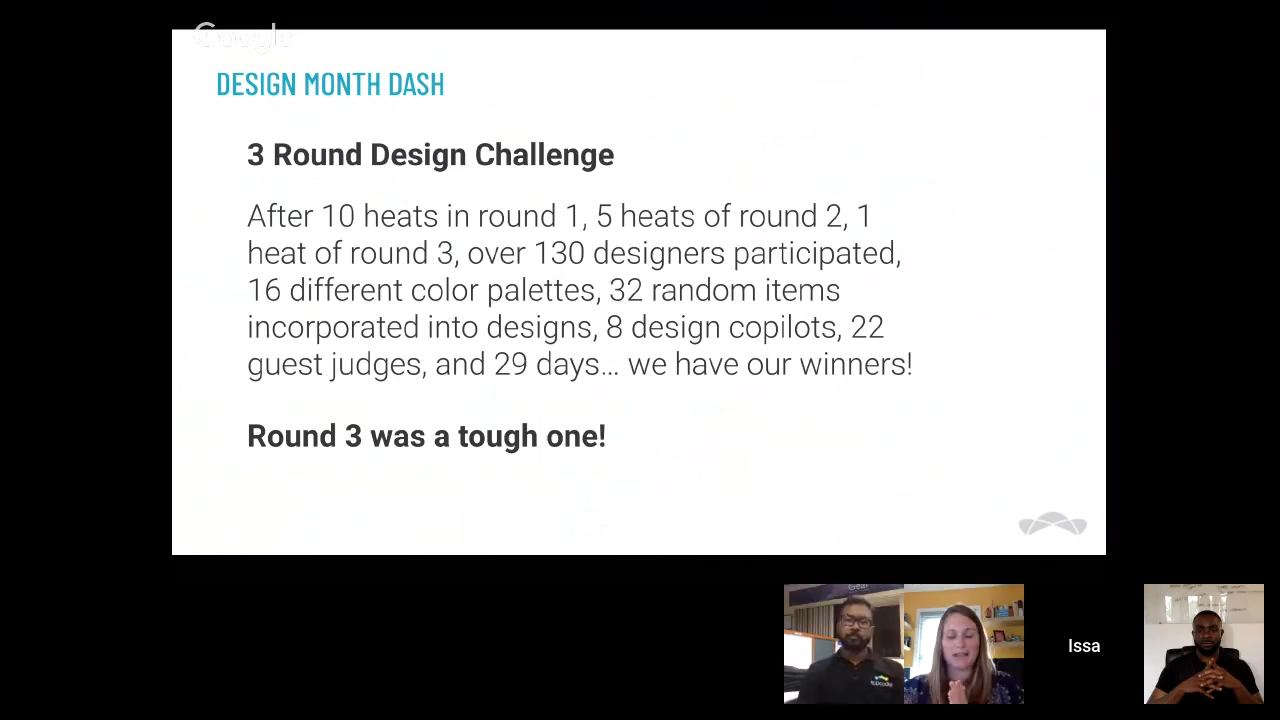 Google
DESIGN MONTH DASH
3 Round Design Challenge
After 10 heats in round 1, 5 heats of round 2, 1
heat of round 3, over 130 designers participated,
16 different color palettes, 32 random items
incorporated into designs, 8 design copilots, 22
guest judges, and 29 days... we have our winners!
Round 3 was a tough one!
Gear
Issa